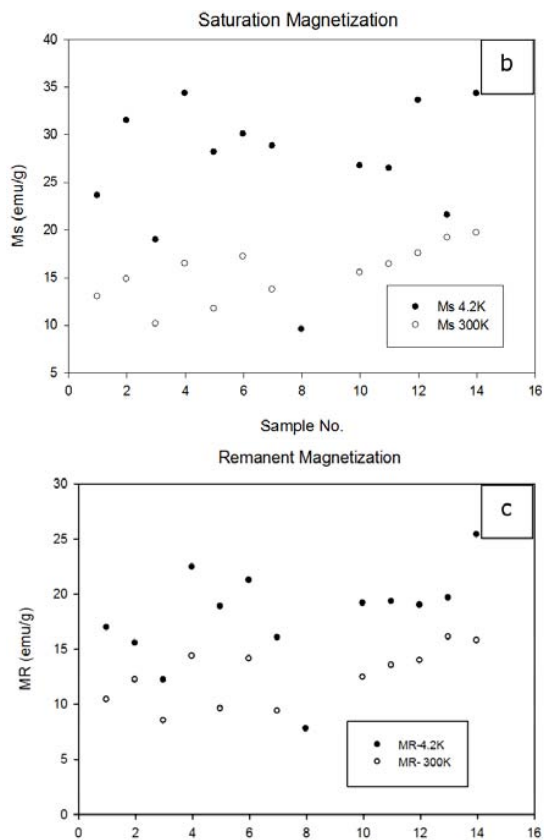 Saturation Magnetization
b
40
35
30
25
20
15
10
5
Ms (emu/g)
Ms 4.2K
Ms 300K
0 2 4 6 8 10 12 14 16
Sample No.
Remanent Magnetization
c
30
25
20
15
10
5
0
MR (emu/g)
MR-4.2K
MR- 300K
0 2 4 6 8 10 12 14 16